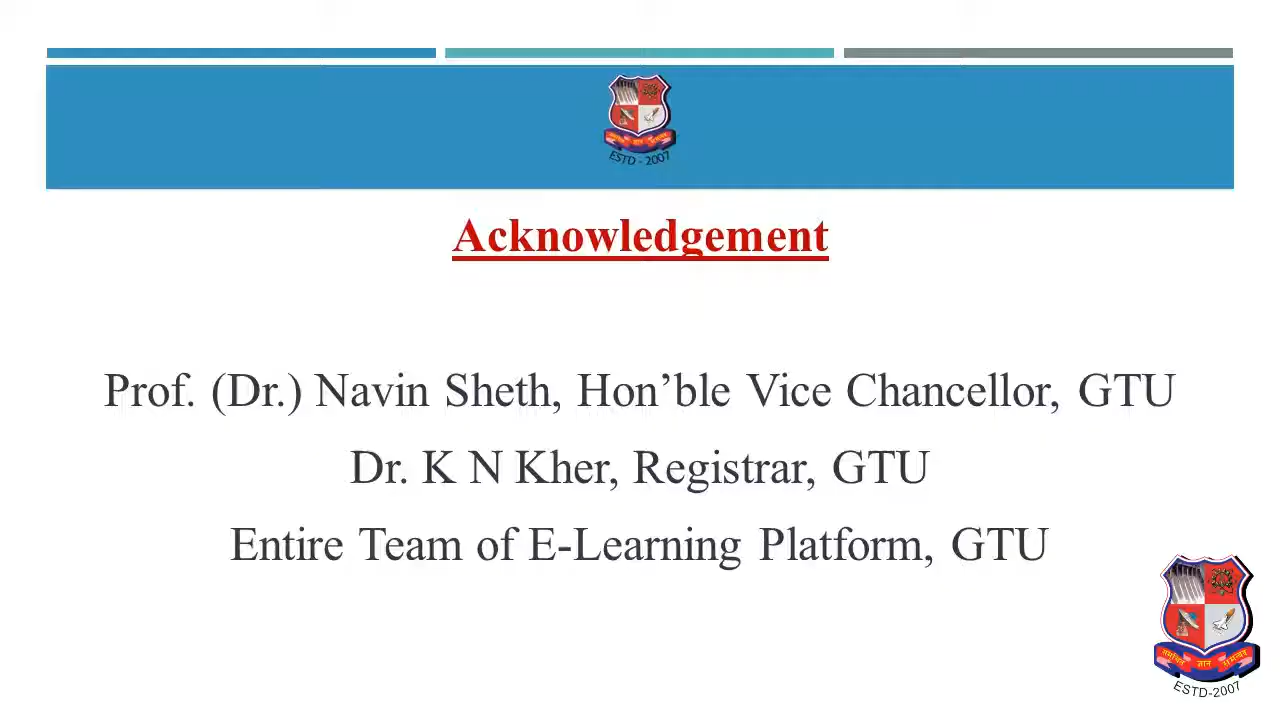 ESTD - 2007
Acknowledgement
Prof. (Dr.) Navin Sheth, Hon’ble Vice Chancellor, GTU
Dr. K N Kher, Registrar, GTU
Entire Team of E-Learning Platform, GTU
ज्ञान
ESTD-2007